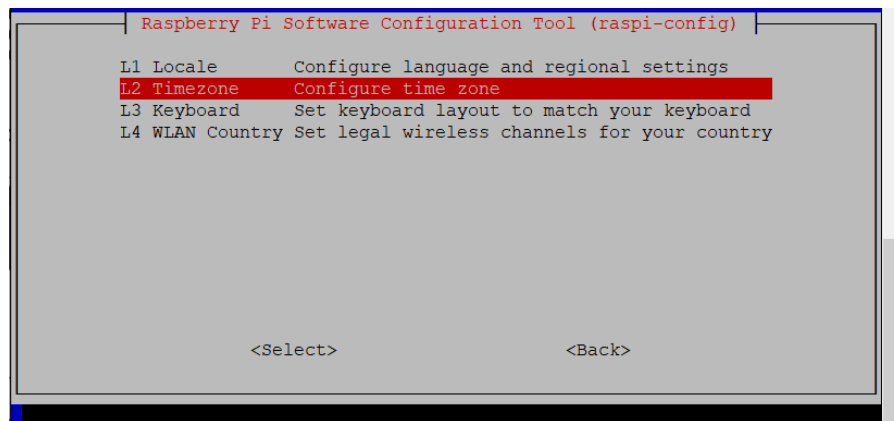 Raspberry Pi Software Configuration Tool (raspi-config)
L1 Locale Configure language and regional settings
L2 Timezone Configure time zone
L3 Keyboard Set keyboard layout to match your keyboard
L4 WLAN Country Set legal wireless channels for your country
<Select> <Back>